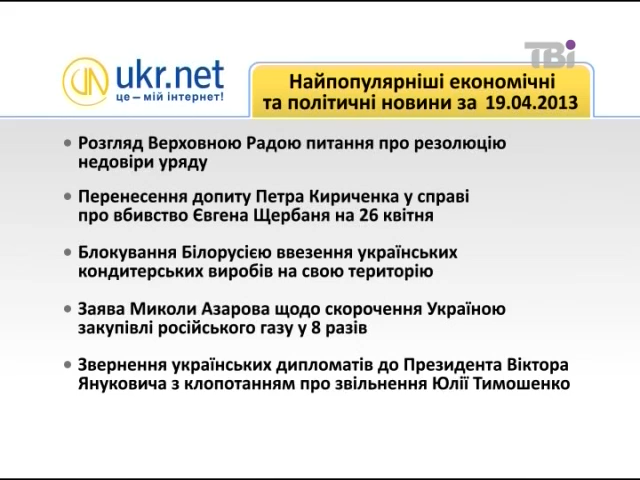 ТВі
ukr.net
це – мій інтернет!
Найпопулярніші економічні
та політичні новини за 19.04.2013
• Розгляд Верховною Радою питання про резолюцію
недовіри уряду
• Перенесення допиту Петра Кириченка у справі
про вбивство Євгена Щербаня на 26 квітня
• Блокування Білорусією ввезення українських
кондитерських виробів на свою територію
• Заява Миколи Азарова щодо скорочення Україною
закупівлі російського газу у 8 разів
• Звернення українських дипломатів до Президента Віктора
Януковича з клопотанням про звільнення Юлії Тимошенко